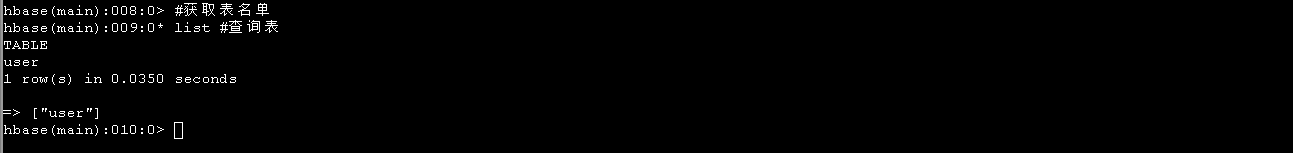 hbase(main):008:0> #获取表名单
hbase(main):009:0* list #查询表
TABLE
user
1 row(s) in 0.0350 seconds
=> ["user"]
hbase(main):010:0>